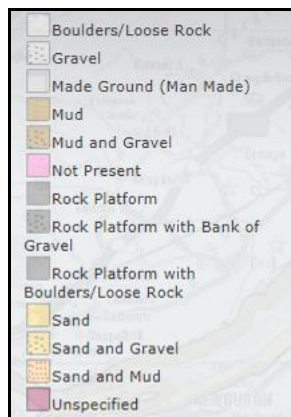 Boulders/Loose Rock
Gravel
Made Ground (Man Made)
Mud
Mud and Gravel
Not Present
Rock Platform
Rock Platform with Bank of
Gravel
Rock Platform with
Boulders/Loose Rock
Sand
Sand and Gravel
Sand and Mud
Unspecified
NEWBURGH